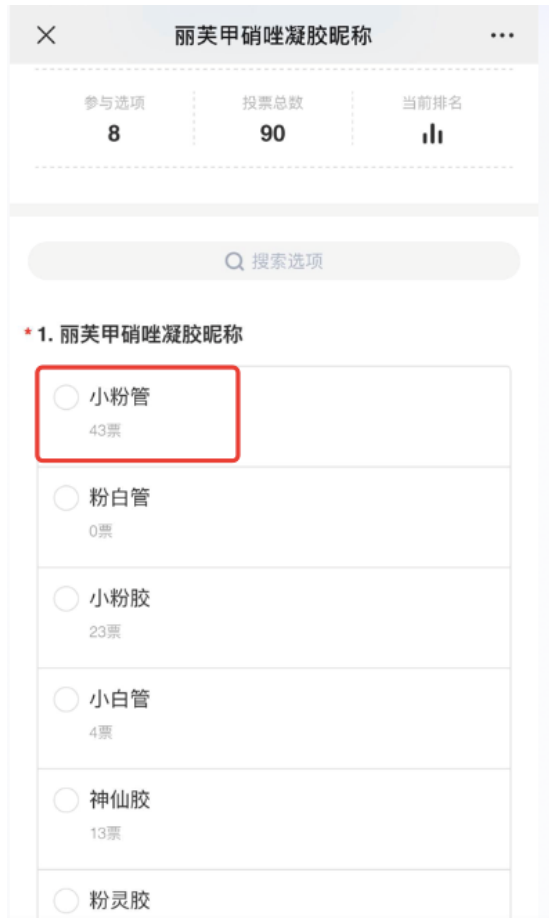 丽芙甲硝唑凝胶昵称
参与选项 投票总数 当前排名
8 90
搜索选项
* 1. 丽芙甲硝唑凝胶昵称
小粉管
43票
粉白管
0票
小粉胶
23票
小白管
4票
神仙胶
13票
粉灵胶